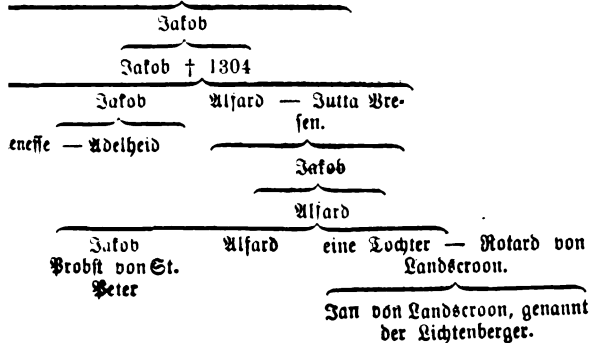 Jakob
Jakob † 1304
Jakob Alfard — Jutta Bre-
sen.
enesse — Adelheid
Jakob
Alfard
Jakob Alfard eine Tochter — Rotard von
Probst von St. Landscroon.
Peter
Jan von Landscroon, genannt
der Lichtenberger.